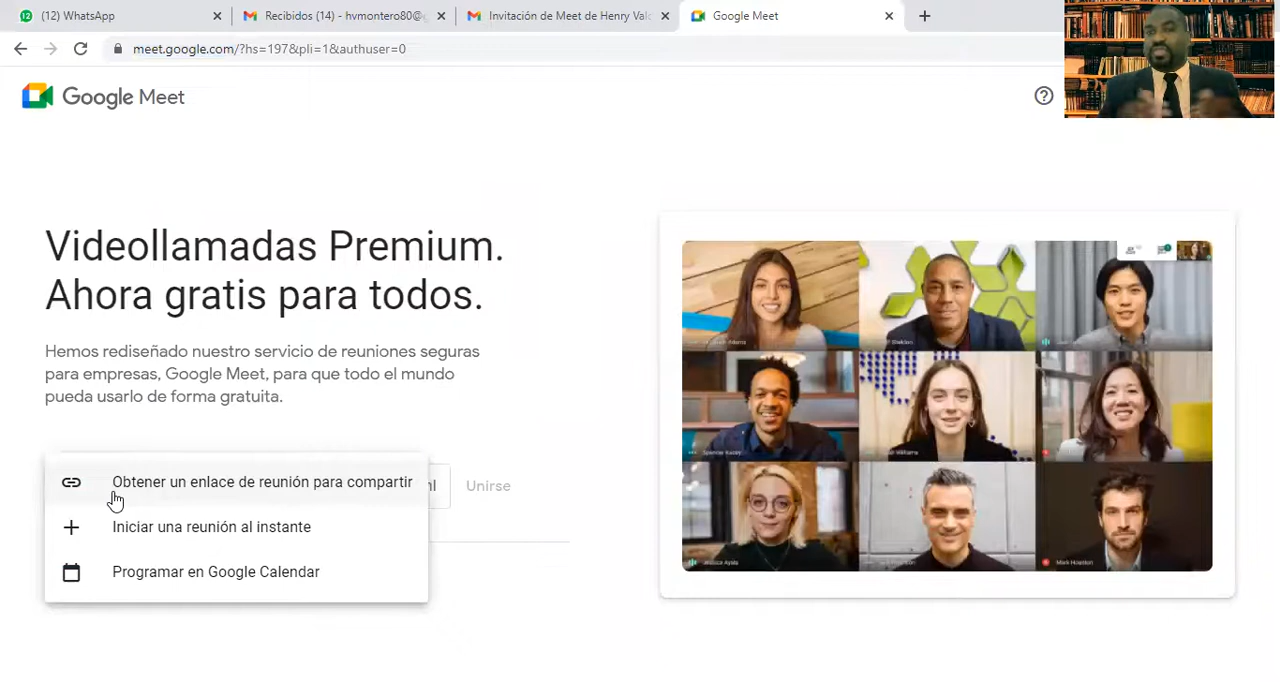 (12) WhatsApp
Recibidos (14) - hvmontero80@g
Invitación de Meet de Henry Val
Google Meet
meet.google.com/?hs=197&pli=1&authuser=0
Google Meet
Videollamadas Premium.
Ahora gratis para todos.
Hemos rediseñado nuestro servicio de reuniones seguras
para empresas, Google Meet, para que todo el mundo
pueda usarlo de forma gratuita.
Obtener un enlace de reunión para compartir
Unirse
Iniciar una reunión al instante
Programar en Google Calendar